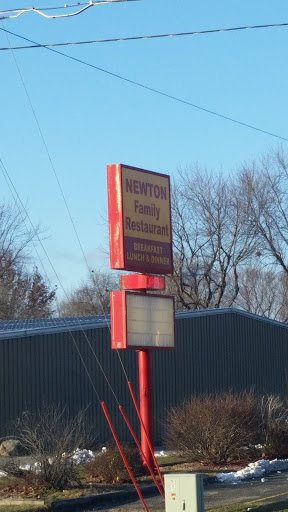 NEWTON
Family
Restaurant
BREAKFAST
LUNCH & DINNER